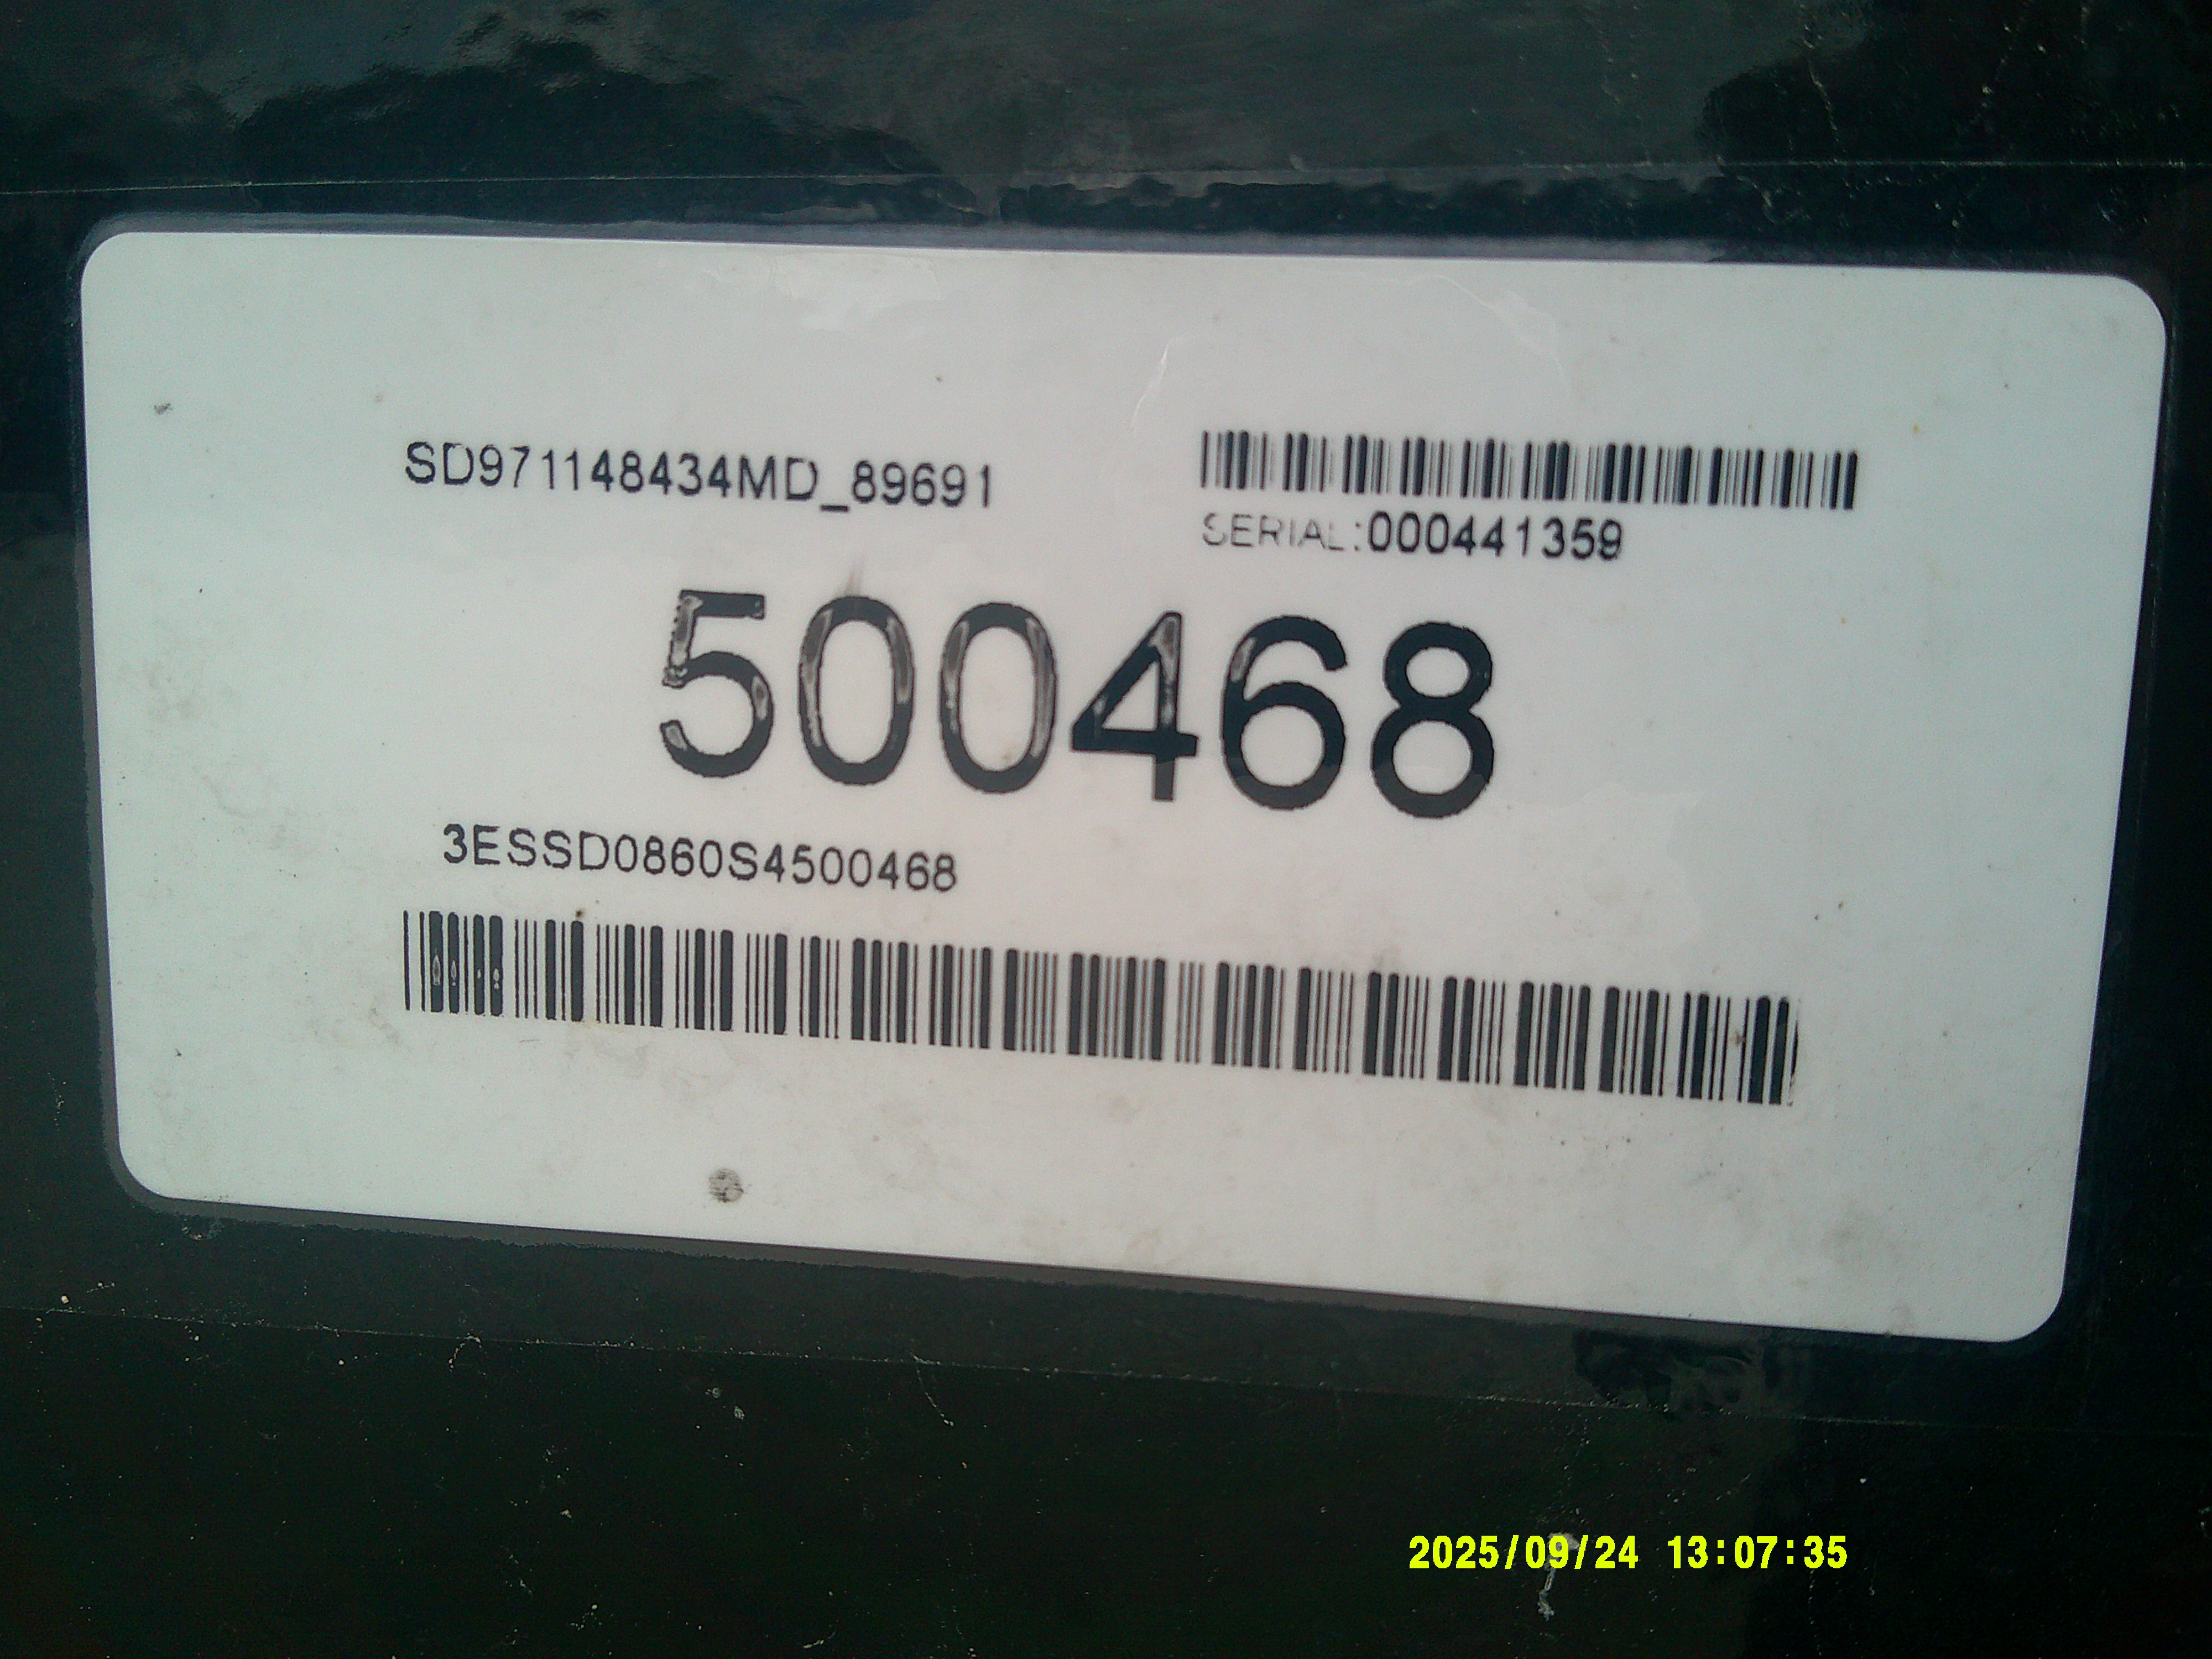 SD971148434MD_89691
SERIAL:000441359
500468
3ESSD0860S4500468
2025/09/24 13:07:35